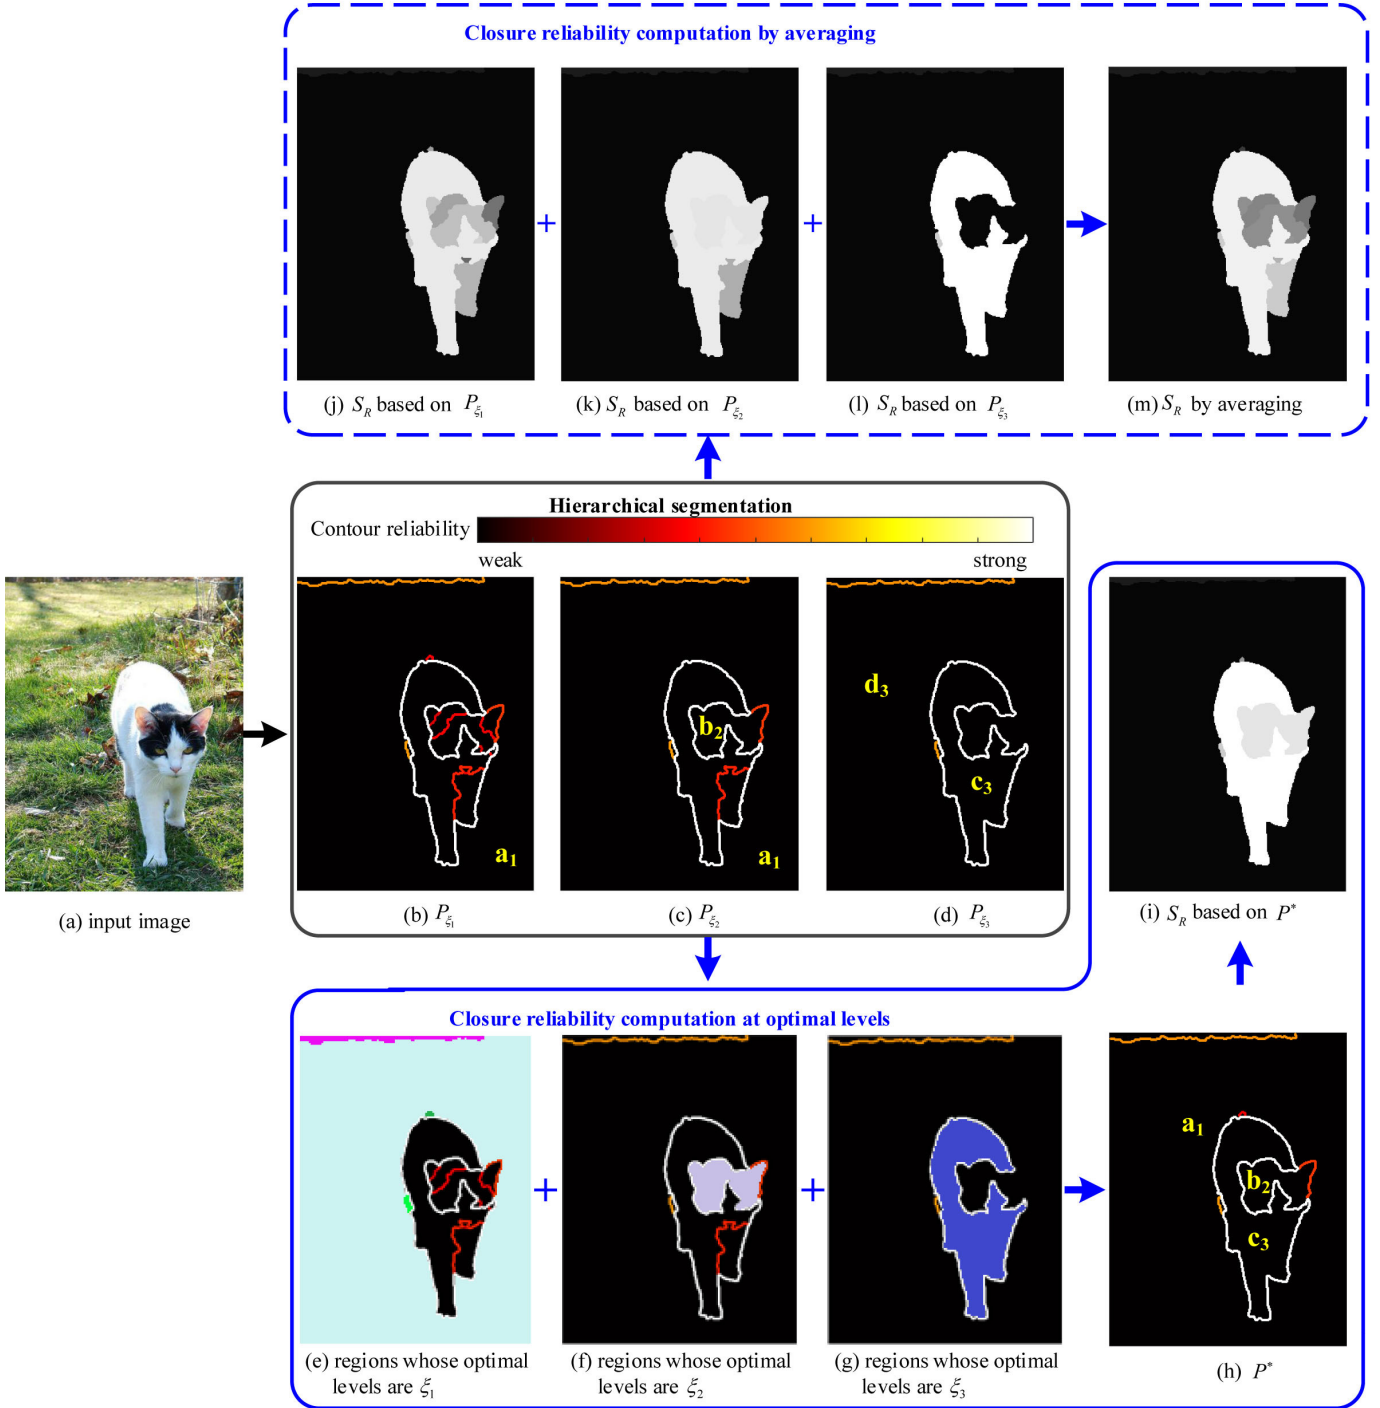 Closure reliability computation by averaging
(j) S_R based on P_ξ₁
(k) S_R based on P_ξ₂
(l) S_R based on P_ξ₃
(m) S_R by averaging
Hierarchical segmentation
Contour reliability
weak
strong
b₂
a₁
a₁
d₃
c₃
(a) input image
(b) P_ξ₁
(c) P_ξ₂
(d) P_ξ₃
(i) S_R based on P*
Closure reliability computation at optimal levels
a₁
b₂
c₃
(e) regions whose optimal
levels are ξ₁
(f) regions whose optimal
levels are ξ₂
(g) regions whose optimal
levels are ξ₃
(h) P*